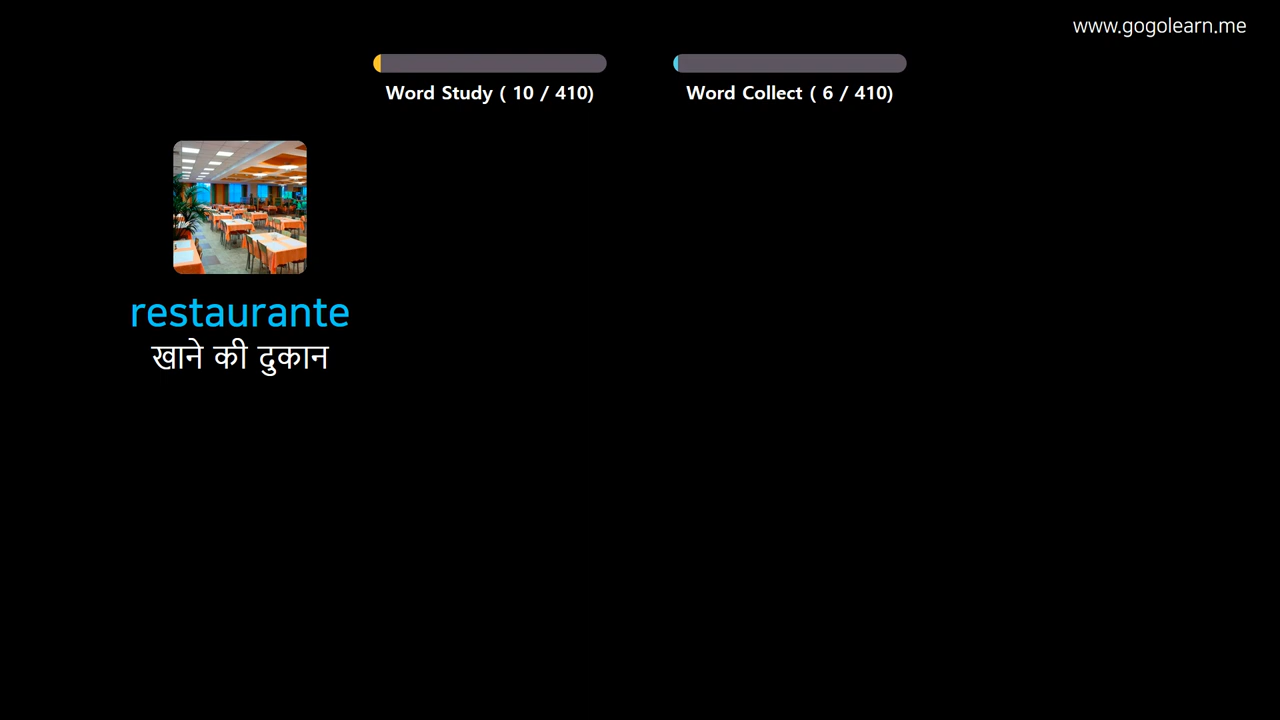 www.gogolearn.me
Word Study ( 10 / 410)
Word Collect ( 6 / 410)
restaurante
खाने की दुकान